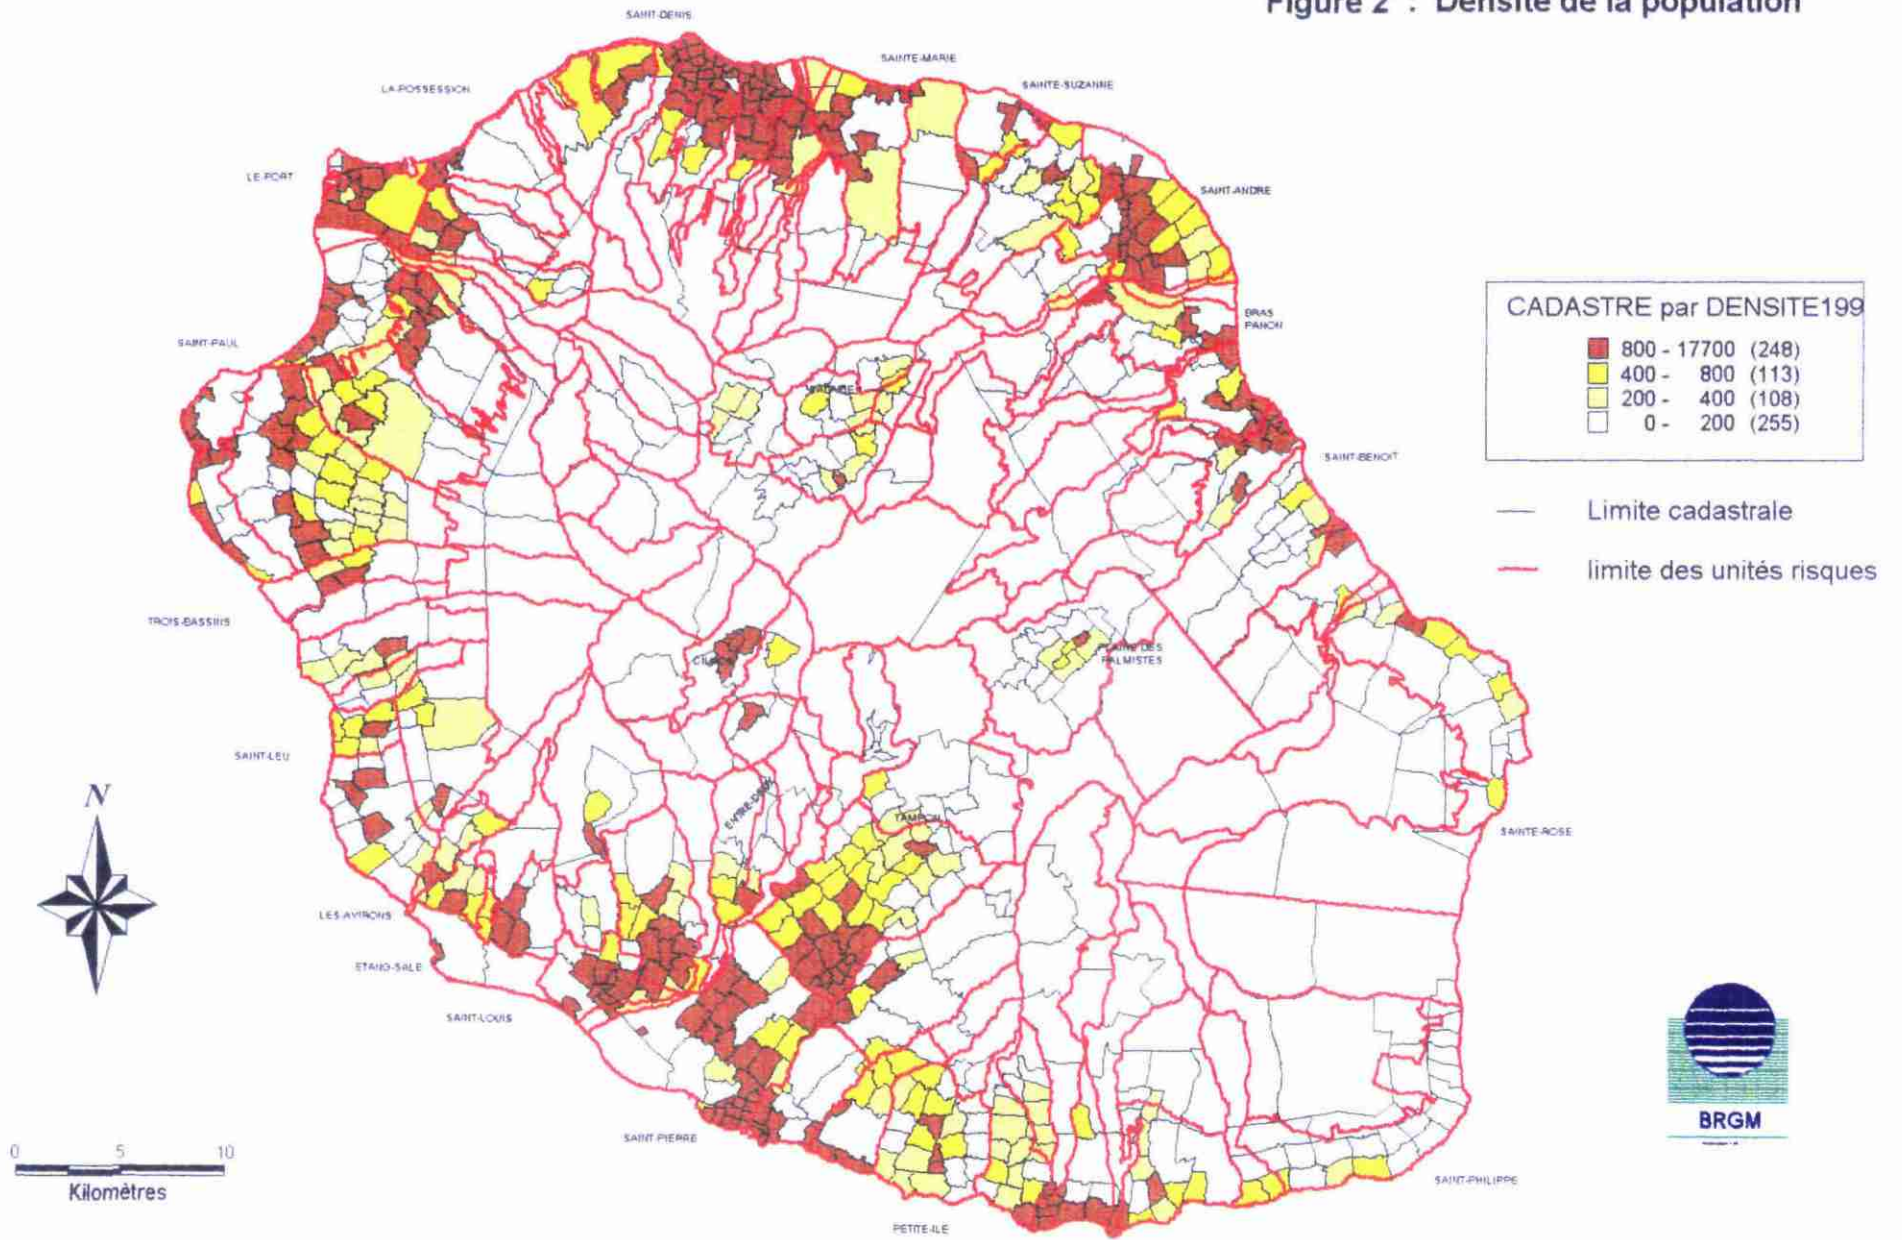 Figure 2 : Densité de la population
SAINT-DENIS
SAINTE-MARIE
LA-POSSESSION
SAINTE-SUZANNE
LE-PORT
SAINT-ANDRE
CADASTRE par DENSITE199
800 - 17700 (248)
400 - 800 (113)
200 - 400 (108)
0 - 200 (255)
BRAS
PANON
SAINT-PAUL
SAINT-BENOIT
Limite cadastrale
limite des unités risques
TROIS-BASSINS
PLAINE DES
PALMISTES
SAINT-LEU
N
ENTRE-DEUX
TAMPON
SAINTE-ROSE
LES-AVIRONS
ETANG-SALE
SAINT-LOUIS
BRGM
SAINT-PIERRE
0 5 10
Kilomètres
SAINT-PHILIPPE
PETITE-ILE